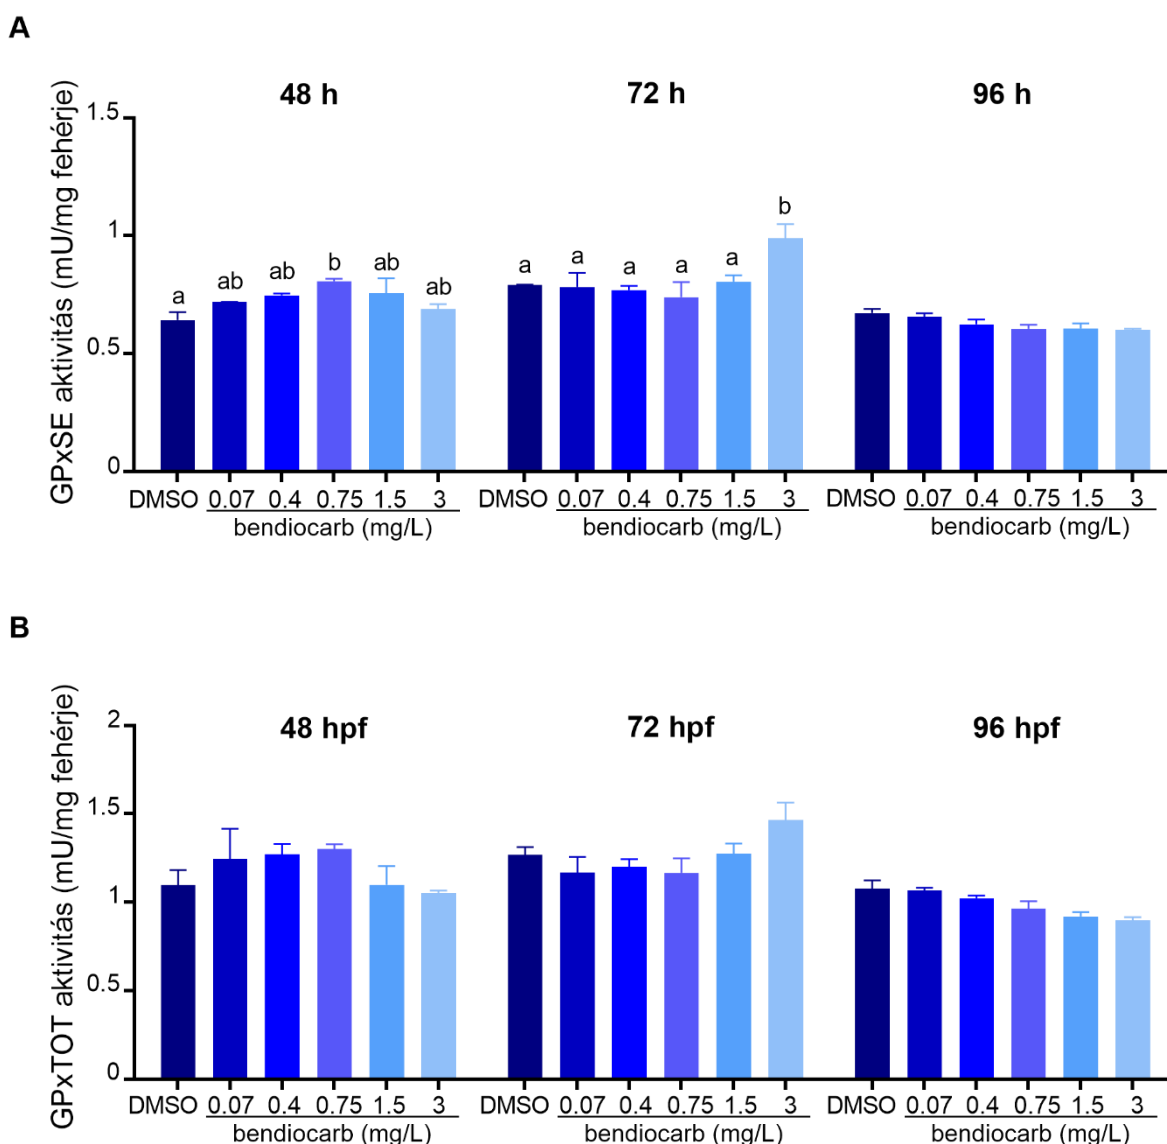 A
48 h 72 h 96 h
GPxSE aktivitás (mU/mg fehérje)
1.5
1
0.5
0
a ab ab b ab ab
a a a a a b
DMSO 0.07 0.4 0.75 1.5 3 DMSO 0.07 0.4 0.75 1.5 3 DMSO 0.07 0.4 0.75 1.5 3
bendiocarb (mg/L) bendiocarb (mg/L) bendiocarb (mg/L)
B
48 hpf 72 hpf 96 hpf
GPxTOT aktivitás (mU/mg fehérje)
2
1.5
1
0.5
0
DMSO 0.07 0.4 0.75 1.5 3 DMSO 0.07 0.4 0.75 1.5 3 DMSO 0.07 0.4 0.75 1.5 3
bendiocarb (mg/L) bendiocarb (mg/L) bendiocarb (mg/L)